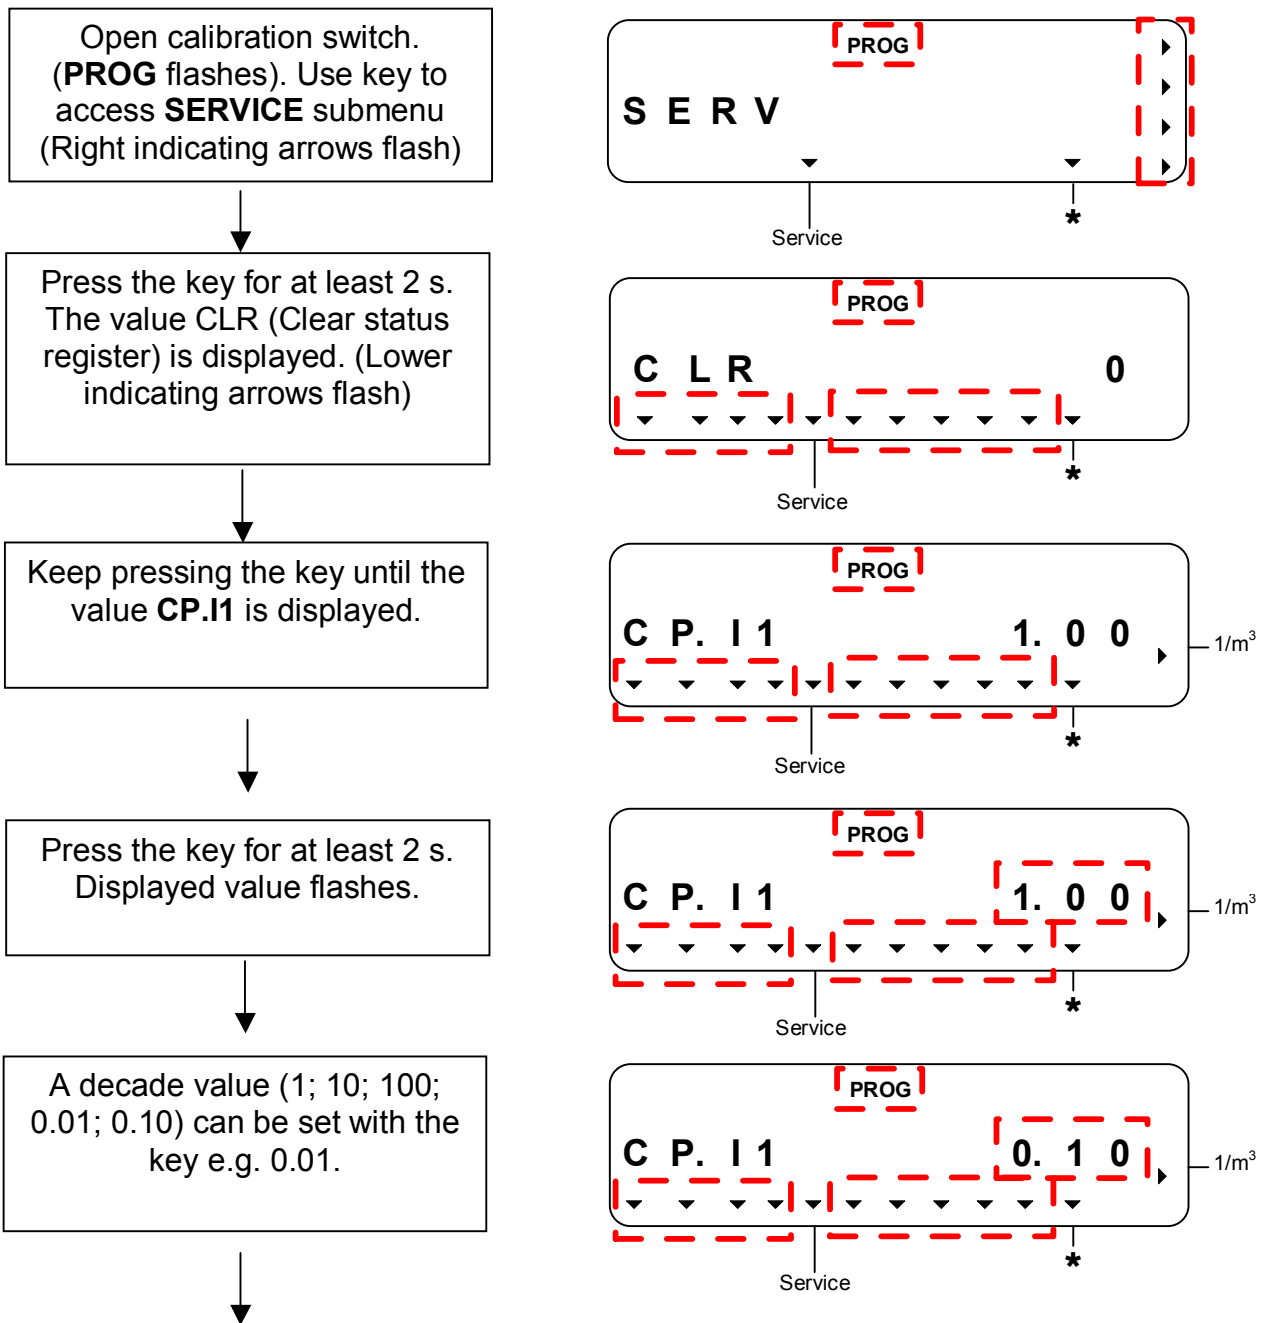 Open calibration switch.
(PROG flashes). Use key to
access SERVICE submenu
(Right indicating arrows flash)
PROG
S E R V
*
Service
Press the key for at least 2 s.
The value CLR (Clear status
register) is displayed. (Lower
indicating arrows flash)
PROG
C L R 0
*
Service
Keep pressing the key until the
value CP.I1 is displayed.
PROG
C P. I 1 1. 0 0 1/m³
*
Service
Press the key for at least 2 s.
Displayed value flashes.
PROG
C P. I 1 1. 0 0 1/m³
*
Service
A decade value (1; 10; 100;
0.01; 0.10) can be set with the
key e.g. 0.01.
PROG
C P. I 1 0. 1 0 1/m³
*
Service